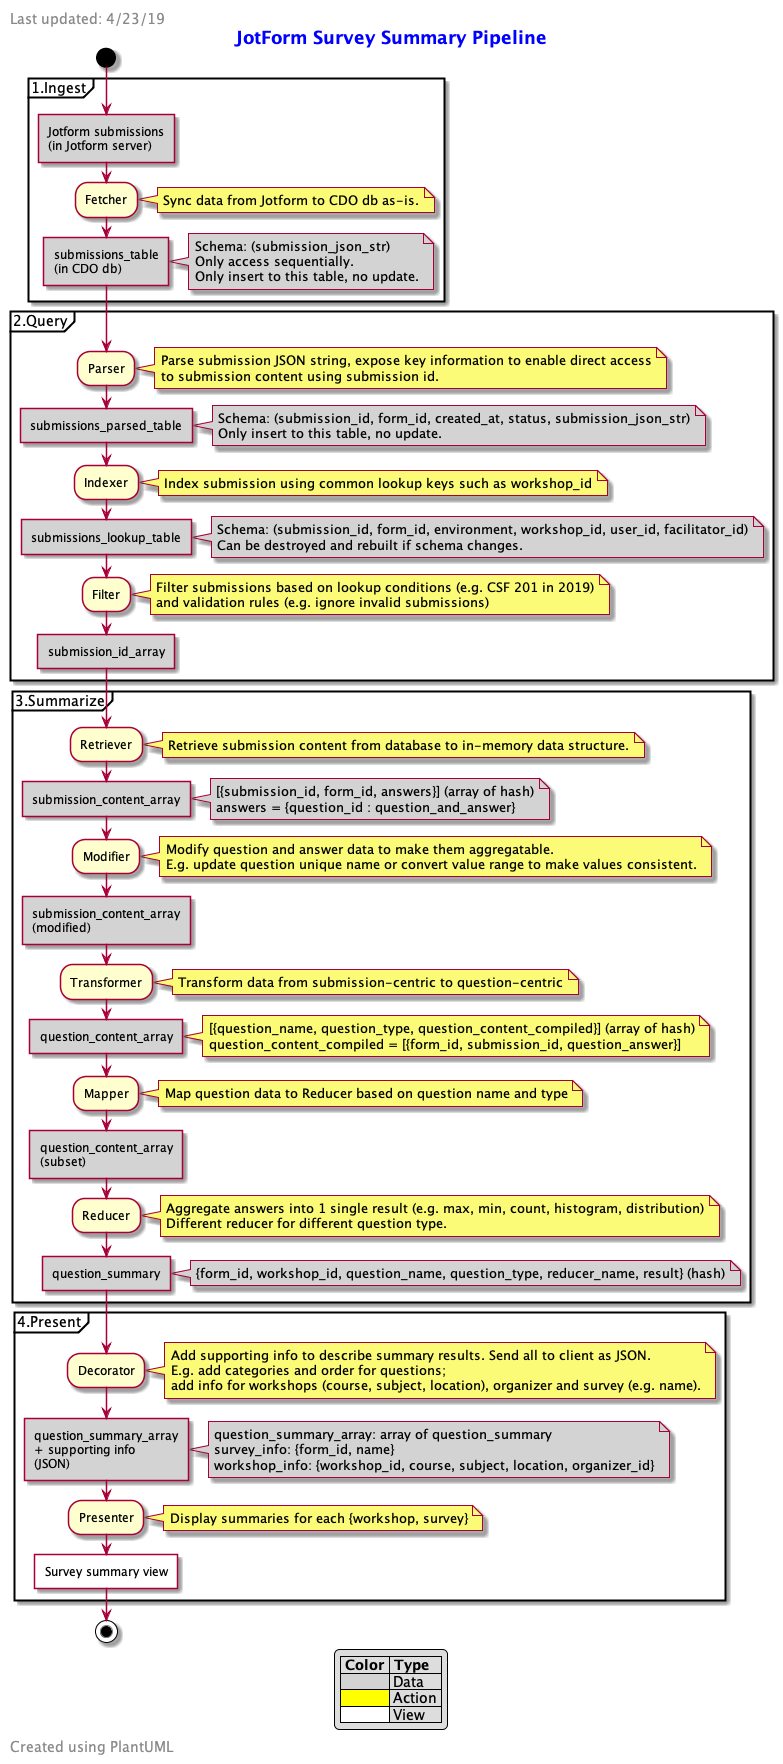 Last updated: 4/23/19
JotForm Survey Summary Pipeline
1.Ingest
Jotform submissions
(in Jotform server)
Fetcher
Sync data from Jotform to CDO db as-is.
submissions_table
(in CDO db)
Schema: (submission_json_str)
Only access sequentially.
Only insert to this table, no update.
2.Query
Parser
Parse submission JSON string, expose key information to enable direct access
to submission content using submission id.
submissions_parsed_table
Schema: (submission_id, form_id, created_at, status, submission_json_str)
Only insert to this table, no update.
Indexer
Index submission using common lookup keys such as workshop_id
submissions_lookup_table
Schema: (submission_id, form_id, environment, workshop_id, user_id, facilitator_id)
Can be destroyed and rebuilt if schema changes.
Filter
Filter submissions based on lookup conditions (e.g. CSF 201 in 2019)
and validation rules (e.g. ignore invalid submissions)
submission_id_array
3.Summarize
Retriever
Retrieve submission content from database to in-memory data structure.
submission_content_array
[{submission_id, form_id, answers}] (array of hash)
answers = {question_id : question_and_answer}
Modifier
Modify question and answer data to make them aggregatable.
E.g. update question unique name or convert value range to make values consistent.
submission_content_array
(modified)
Transformer
Transform data from submission-centric to question-centric
question_content_array
[{question_name, question_type, question_content_compiled}] (array of hash)
question_content_compiled = [{form_id, submission_id, question_answer}]
Mapper
Map question data to Reducer based on question name and type
question_content_array
(subset)
Reducer
Aggregate answers into 1 single result (e.g. max, min, count, histogram, distribution)
Different reducer for different question type.
question_summary
{form_id, workshop_id, question_name, question_type, reducer_name, result} (hash)
4.Present
Decorator
Add supporting info to describe summary results. Send all to client as JSON.
E.g. add categories and order for questions;
add info for workshops (course, subject, location), organizer and survey (e.g. name).
question_summary_array
+ supporting info
(JSON)
question_summary_array: array of question_summary
survey_info: {form_id, name}
workshop_info: {workshop_id, course, subject, location, organizer_id}
Presenter
Display summaries for each {workshop, survey}
Survey summary view
Color Type
Data
Action
View
Created using PlantUML